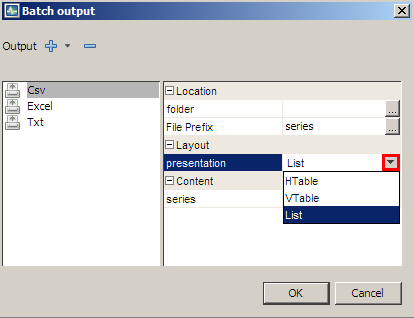 Batch output
Output
Csv
Excel
Txt
Location
folder ...
File Prefix series ...
Layout
presentation List
HTable
Content
VTable
series List
OK Cancel